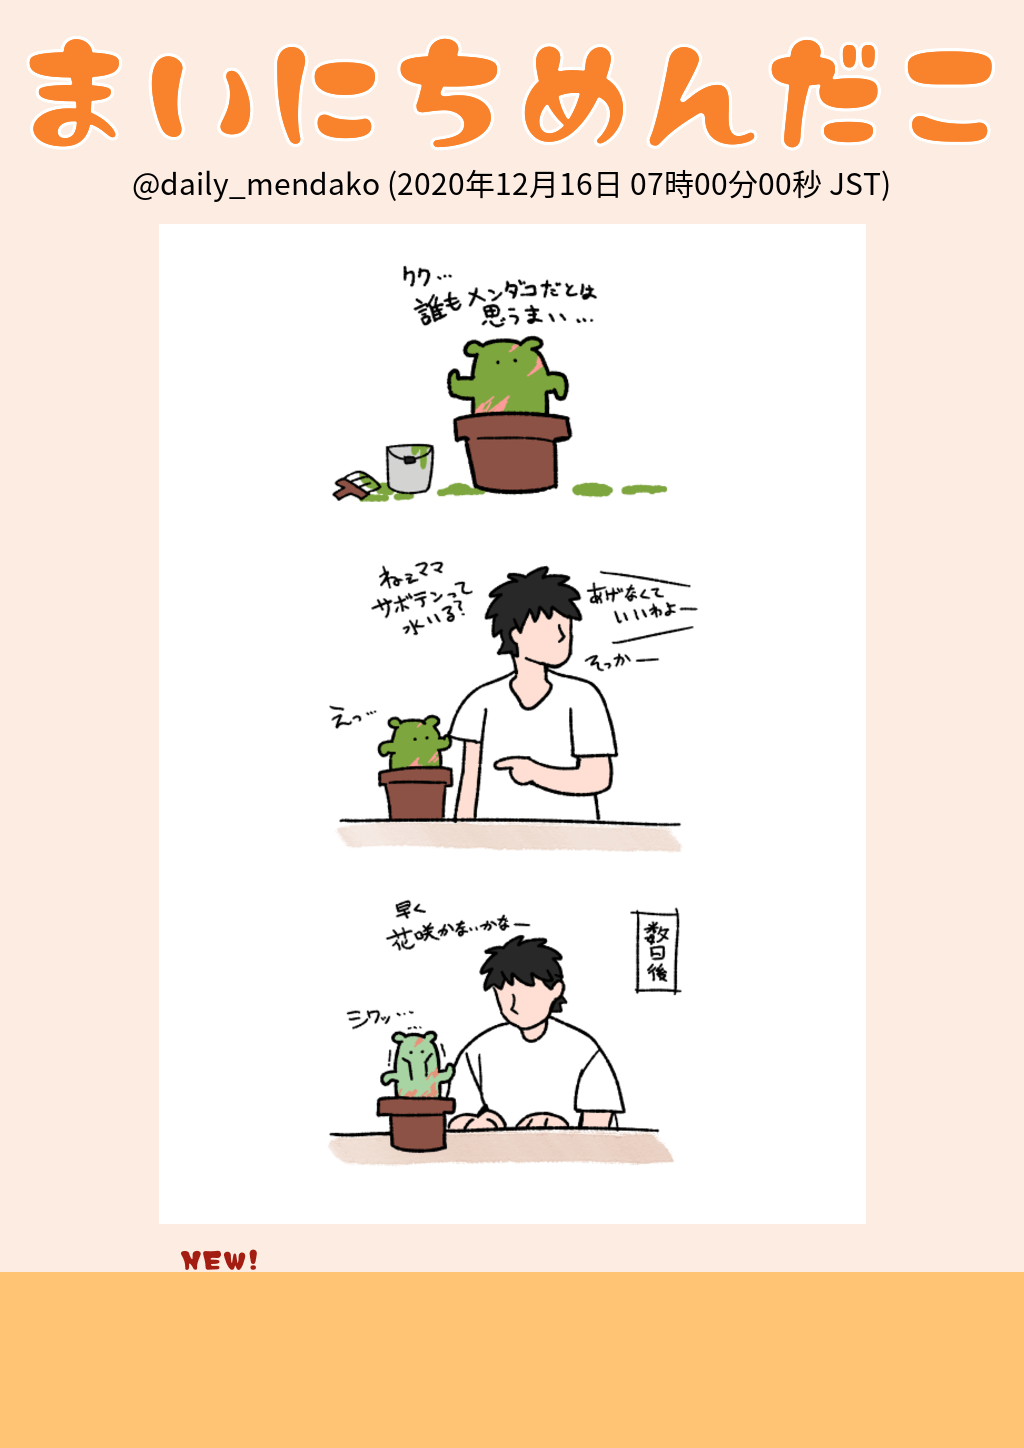 まいにちめんだこ
@daily_mendako (2020年12月16日 07時00分00秒 JST)
クク…
誰もメンダコだとは
思うまい…
ねぇママ
サボテンって
水いる?
あげなくて
いいわよー
そっかー
えっ…
数日後
早く
花咲かないかなー
シワッ…
NEW!